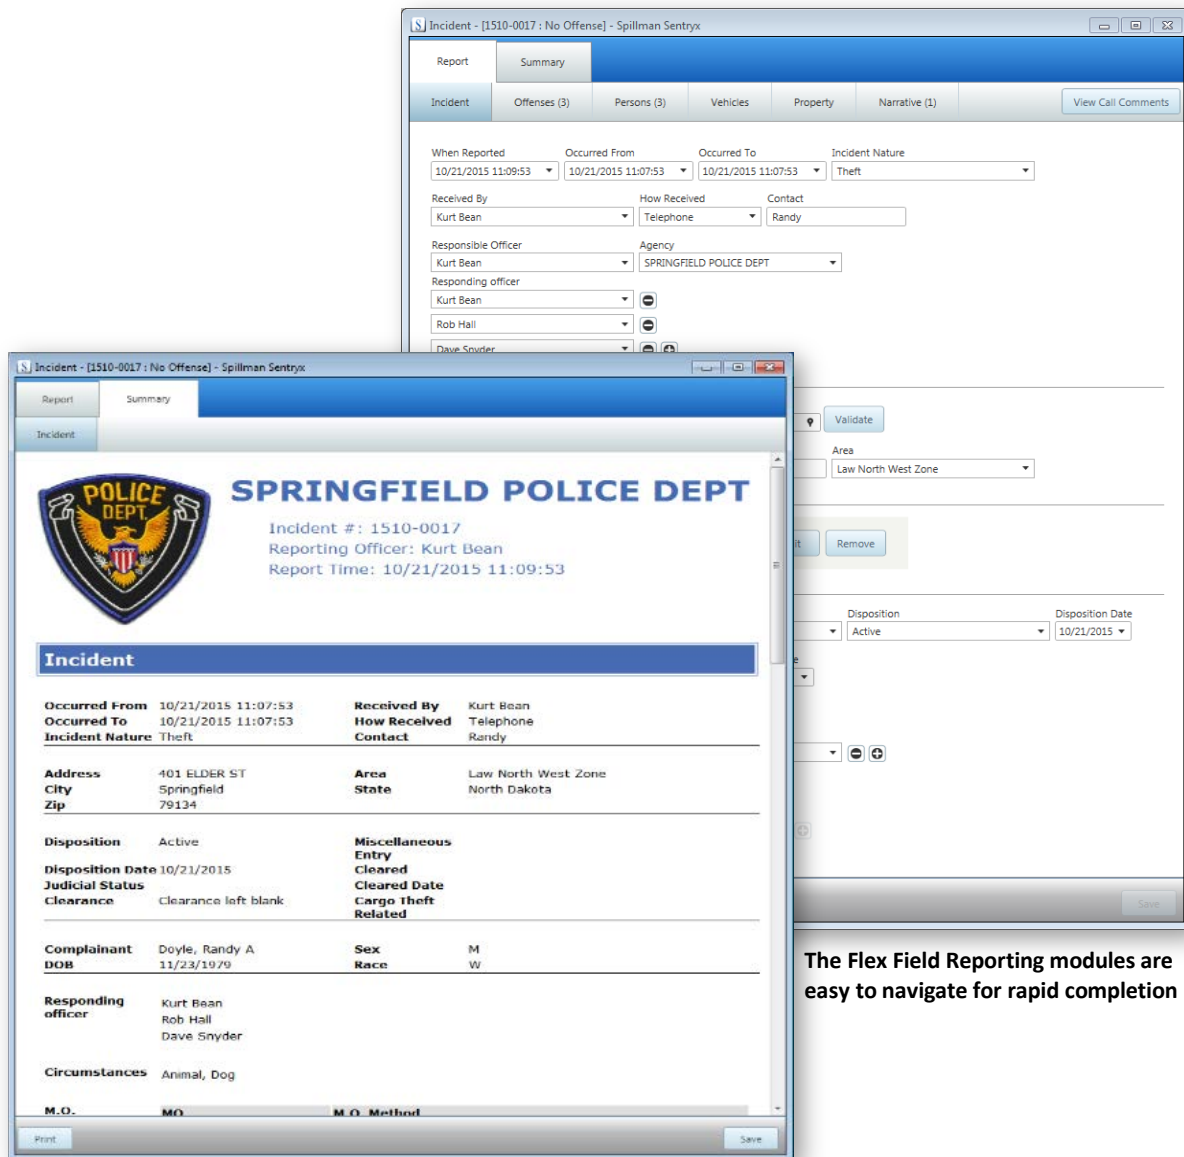 Incident - [1510-0017 : No Offense] - Spillman Sentryx
Report Summary
Incident Offenses (3) Persons (3) Vehicles Property Narrative (1) View Call Comments
When Reported Occurred From Occurred To Incident Nature
10/21/2015 11:09:53 10/21/2015 11:07:53 10/21/2015 11:07:53 Theft
Received By How Received Contact
Kurt Bean Telephone Randy
Responsible Officer Agency
Kurt Bean SPRINGFIELD POLICE DEPT
Responding officer
Kurt Bean
Rob Hall
Dave Snyder
Validate
Area
Law North West Zone
Remove
Disposition Disposition Date
Active 10/21/2015
Save
Incident - [1510-0017 : No Offense] - Spillman Sentryx
Report Summary
Incident
POLICE
DEPT.
SPRINGFIELD POLICE DEPT
Incident #: 1510-0017
Reporting Officer: Kurt Bean
Report Time: 10/21/2015 11:09:53
Incident
Occurred From 10/21/2015 11:07:53 Received By Kurt Bean
Occurred To 10/21/2015 11:07:53 How Received Telephone
Incident Nature Theft Contact Randy
Address 401 ELDER ST Area Law North West Zone
City Springfield State North Dakota
Zip 79134
Disposition Active Miscellaneous
Entry
Disposition Date 10/21/2015 Cleared
Judicial Status Cleared Date
Clearance Clearance left blank Cargo Theft
Related
Complainant Doyle, Randy A Sex M
DOB 11/23/1979 Race W
Responding Kurt Bean
officer
Rob Hall
Dave Snyder
Circumstances Animal, Dog
M.O. MO M.O. Method
Print Save
The Flex Field Reporting modules are
easy to navigate for rapid completion